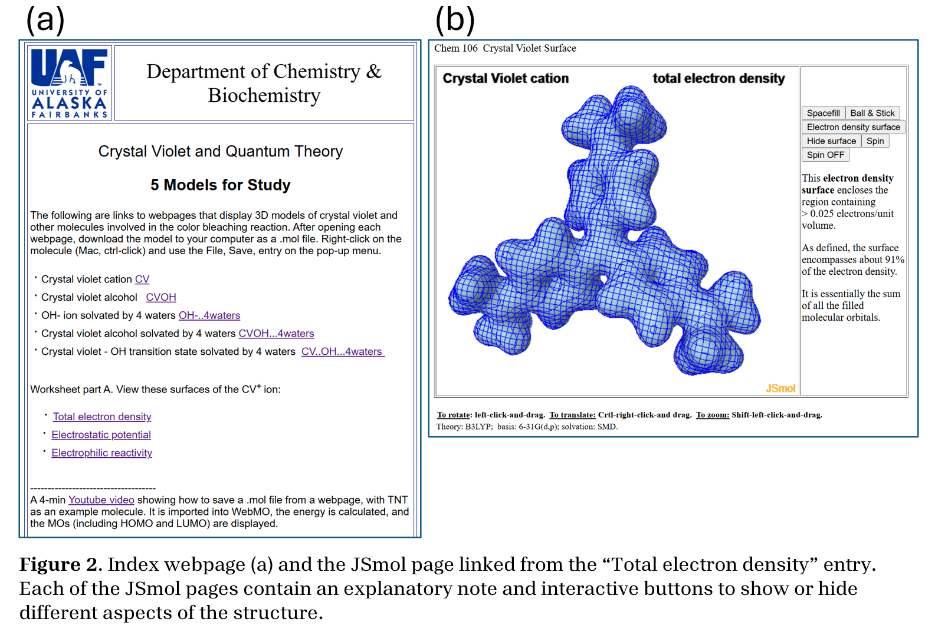 (a)
UAF
UNIVERSITY OF
ALASKA
FAIRBANKS
Department of Chemistry &
Biochemistry
Crystal Violet and Quantum Theory
5 Models for Study
The following are links to webpages that display 3D models of crystal violet and
other molecules involved in the color bleaching reaction. After opening each
webpage, download the model to your computer as a .mol file. Right-click on the
molecule (Mac, ctrl-click) and use the File, Save, entry on the pop-up menu.
· Crystal violet cation CV
· Crystal violet alcohol CVOH
· OH- ion solvated by 4 waters OH-..4waters
· Crystal violet alcohol solvated by 4 waters CVOH...4waters
· Crystal violet - OH transition state solvated by 4 waters CV..OH...4waters
Worksheet part A. View these surfaces of the CV⁺ ion:
· Total electron density
· Electrostatic potential
· Electrophilic reactivity
------------------------------------
A 4-min Youtube video showing how to save a .mol file from a webpage, with TNT
as an example molecule. It is imported into WebMO, the energy is calculated, and
the MOs (including HOMO and LUMO) are displayed.
(b)
Chem 106 Crystal Violet Surface
Crystal Violet cation total electron density
JSmol
Spacefill Ball & Stick
Electron density surface
Hide surface Spin
Spin OFF
This electron density
surface encloses the
region containing
> 0.025 electrons/unit
volume.
As defined, the surface
encompasses about 91%
of the electron density.
It is essentially the sum
of all the filled
molecular orbitals.
To rotate: left-click-and-drag. To translate: Crtl-right-click-and drag. To zoom: Shift-left-click-and-drag.
Theory: B3LYP; basis: 6-31G(d,p); solvation: SMD.
Figure 2. Index webpage (a) and the JSmol page linked from the “Total electron density” entry.
Each of the JSmol pages contain an explanatory note and interactive buttons to show or hide
different aspects of the structure.